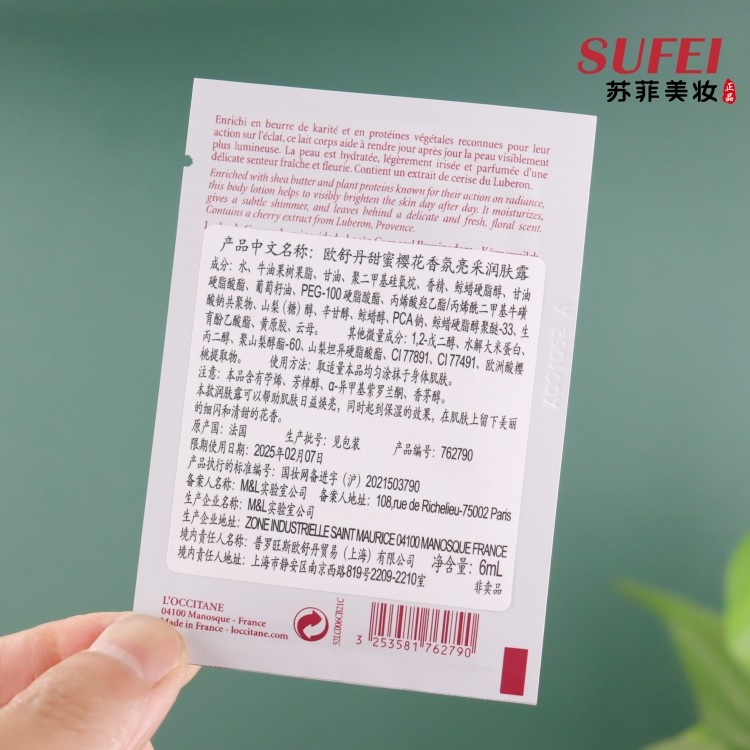 SUFEI
苏菲美妆
正品
Enrichi en beurre de karité et en protéines végétales reconnues pour leur
action sur l'éclat, ce lait corps aide à rendre jour après jour la peau visiblement
plus lumineuse. La peau est hydratée, légèrement irisée et parfumée d'une
délicate senteur fraîche et fleurie. Contient un extrait de cerise du Luberon.
Enriched with shea butter and plant proteins known for their action on radiance,
this body lotion helps to visibly brighten the skin day after day. It moisturizes,
gives a subtle shimmer, and leaves behind a delicate and fresh, floral scent.
Contains a cherry extract from Luberon, Provence.
产品中文名称：欧舒丹甜蜜樱花香氛亮采润肤露
成分：水、牛油果树果脂、甘油、聚二甲基硅氧烷、香精、鲸蜡硬脂醇、甘油
硬脂酸酯、葡萄籽油、PEG-100硬脂酸酯、丙烯酸羟乙酯/丙烯酰二甲基牛磺
酸钠共聚物、山梨（糖）醇、辛甘醇、鲸蜡醇、PCA钠、鲸蜡硬脂醇聚醚-33、生
育酚乙酸酯、黄原胶、云母。 其他微量成分：1,2-戊二醇、水解大米蛋白、
丙二醇、聚山梨醇酯-60、山梨坦异硬脂酸酯、CI 77891、CI 77491、欧洲酸樱
桃提取物。 使用方法：取适量本品均匀涂抹于身体肌肤。
注意：本品含有苧烯、芳樟醇、α-异甲基紫罗兰酮、香茅醇。
本款润肤露可以帮助肌肤日益焕亮，同时起到保湿的效果，在肌肤上留下美丽
的细闪和清甜的花香。
原产国：法国 生产批号：见包装 产品编号：762790
限期使用日期：2025年02月07日
产品执行的标准编号：国妆网备进字（沪）2021503790
备案人名称：M&L实验室公司 备案人地址：108,rue de Richelieu-75002 Paris
生产企业名称：M&L实验室公司
生产企业地址：ZONE INDUSTRIELLE SAINT MAURICE 04100 MANOSQUE FRANCE
境内责任人名称：普罗旺斯欧舒丹贸易（上海）有限公司 净含量：6mL
境内责任人地址：上海市静安区南京西路819号2209-2210室 非卖品
L'OCCITANE
04100 Manosque - France
Made in France - loccitane.com
52LC006CB21C
3 253581 762790